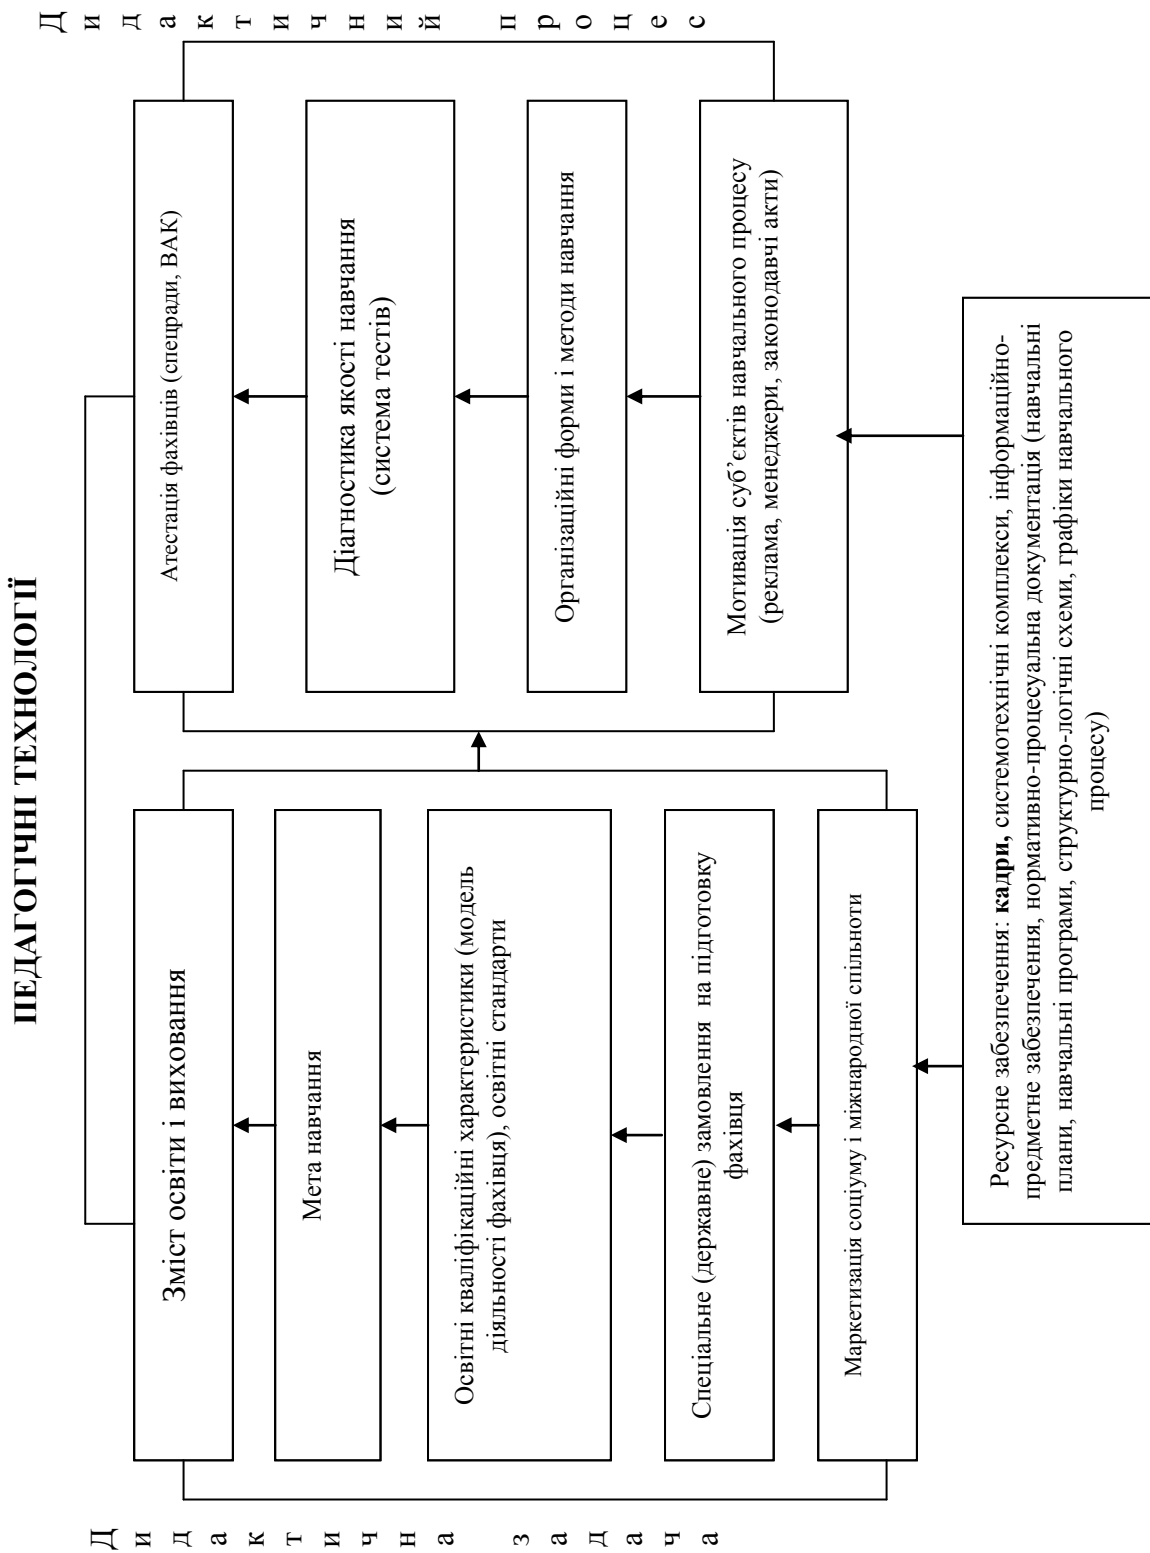 ПЕДАГОГІЧНІ ТЕХНОЛОГІЇ
Дидактична задача
Зміст освіти і виховання
Мета навчання
Освітні кваліфікаційні характеристики (модель
діяльності фахівця), освітні стандарти
Спеціальне (державне) замовлення на підготовку
фахівця
Маркетизація соціуму і міжнародної спільноти
Дидактичний процес
Атестація фахівців (спецради, ВАК)
Діагностика якості навчання
(система тестів)
Організаційні форми і методи навчання
Мотивація суб’єктів навчального процесу
(реклама, менеджери, законодавчі акти)
Ресурсне забезпечення: кадри, системотехнічні комплекси, інформаційно-
предметне забезпечення, нормативно-процесуальна документація (навчальні
плани, навчальні програми, структурно-логічні схеми, графіки навчального
процесу)